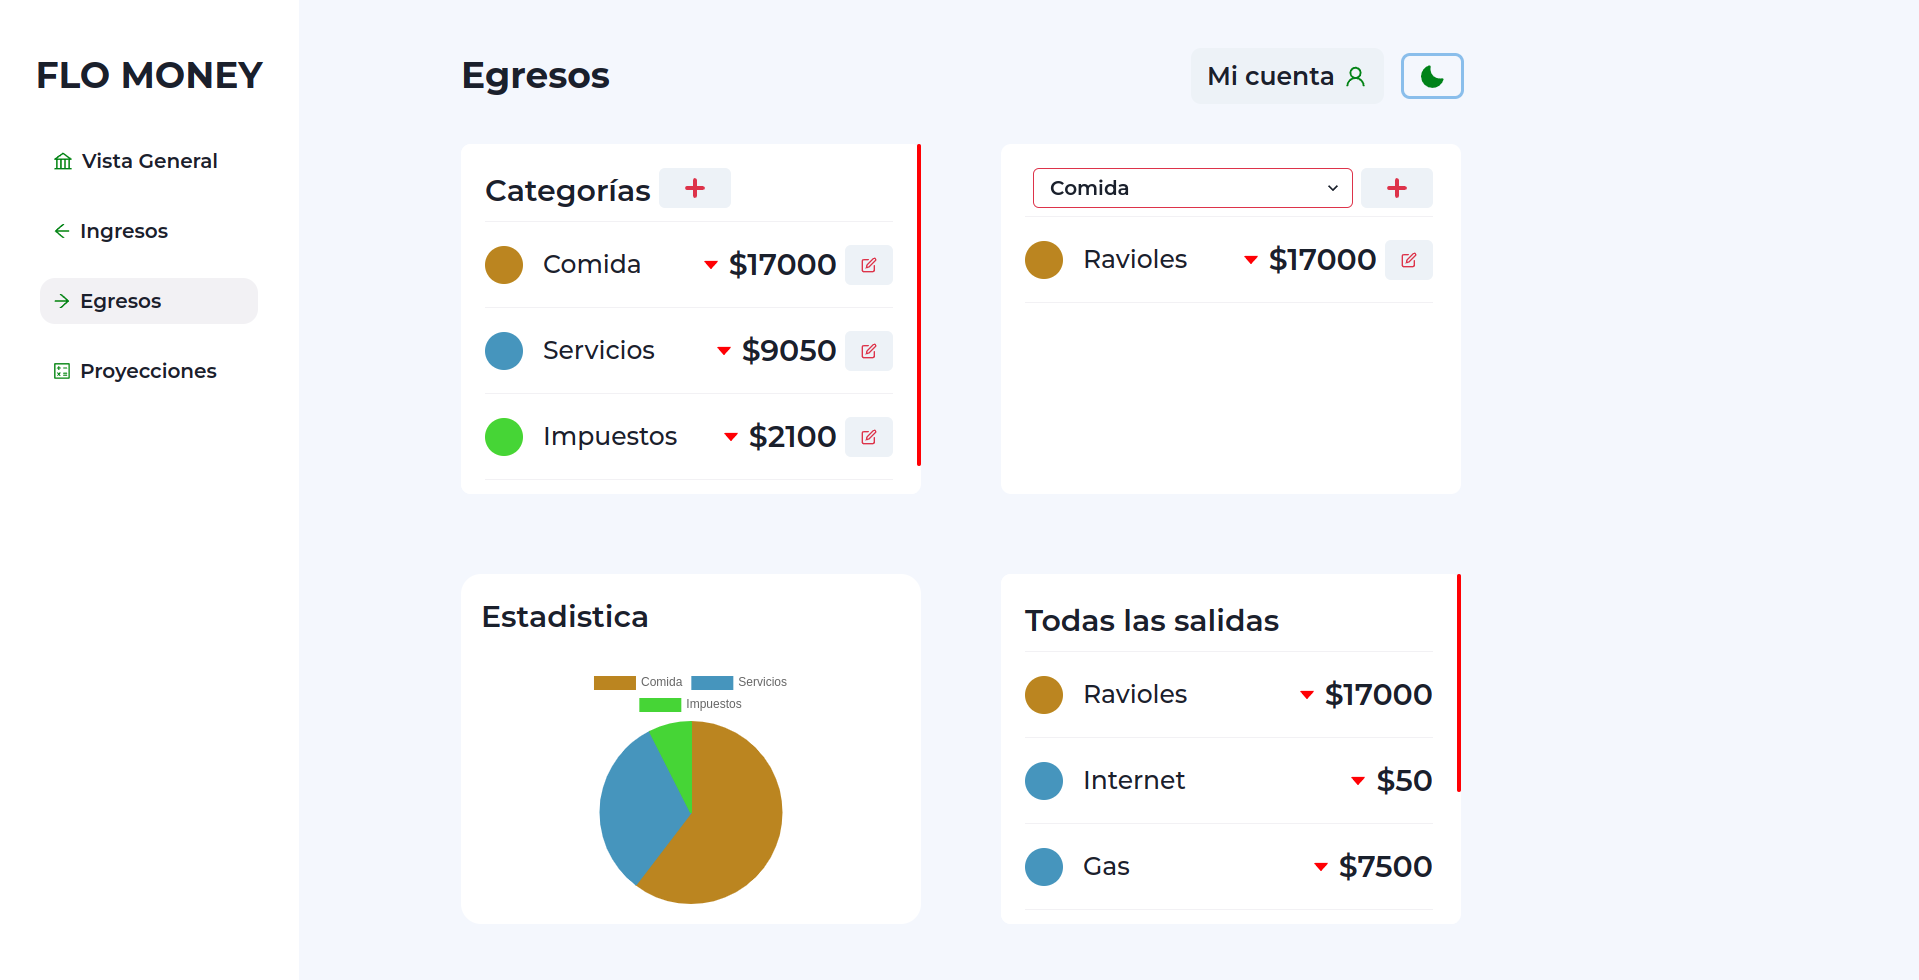 FLO MONEY
Vista General
Ingresos
Egresos
Proyecciones
Egresos
Mi cuenta
Categorías
Comida $17000
Servicios $9050
Impuestos $2100
Comida
Ravioles $17000
Estadistica
Comida Servicios
Impuestos
Todas las salidas
Ravioles $17000
Internet $50
Gas $7500